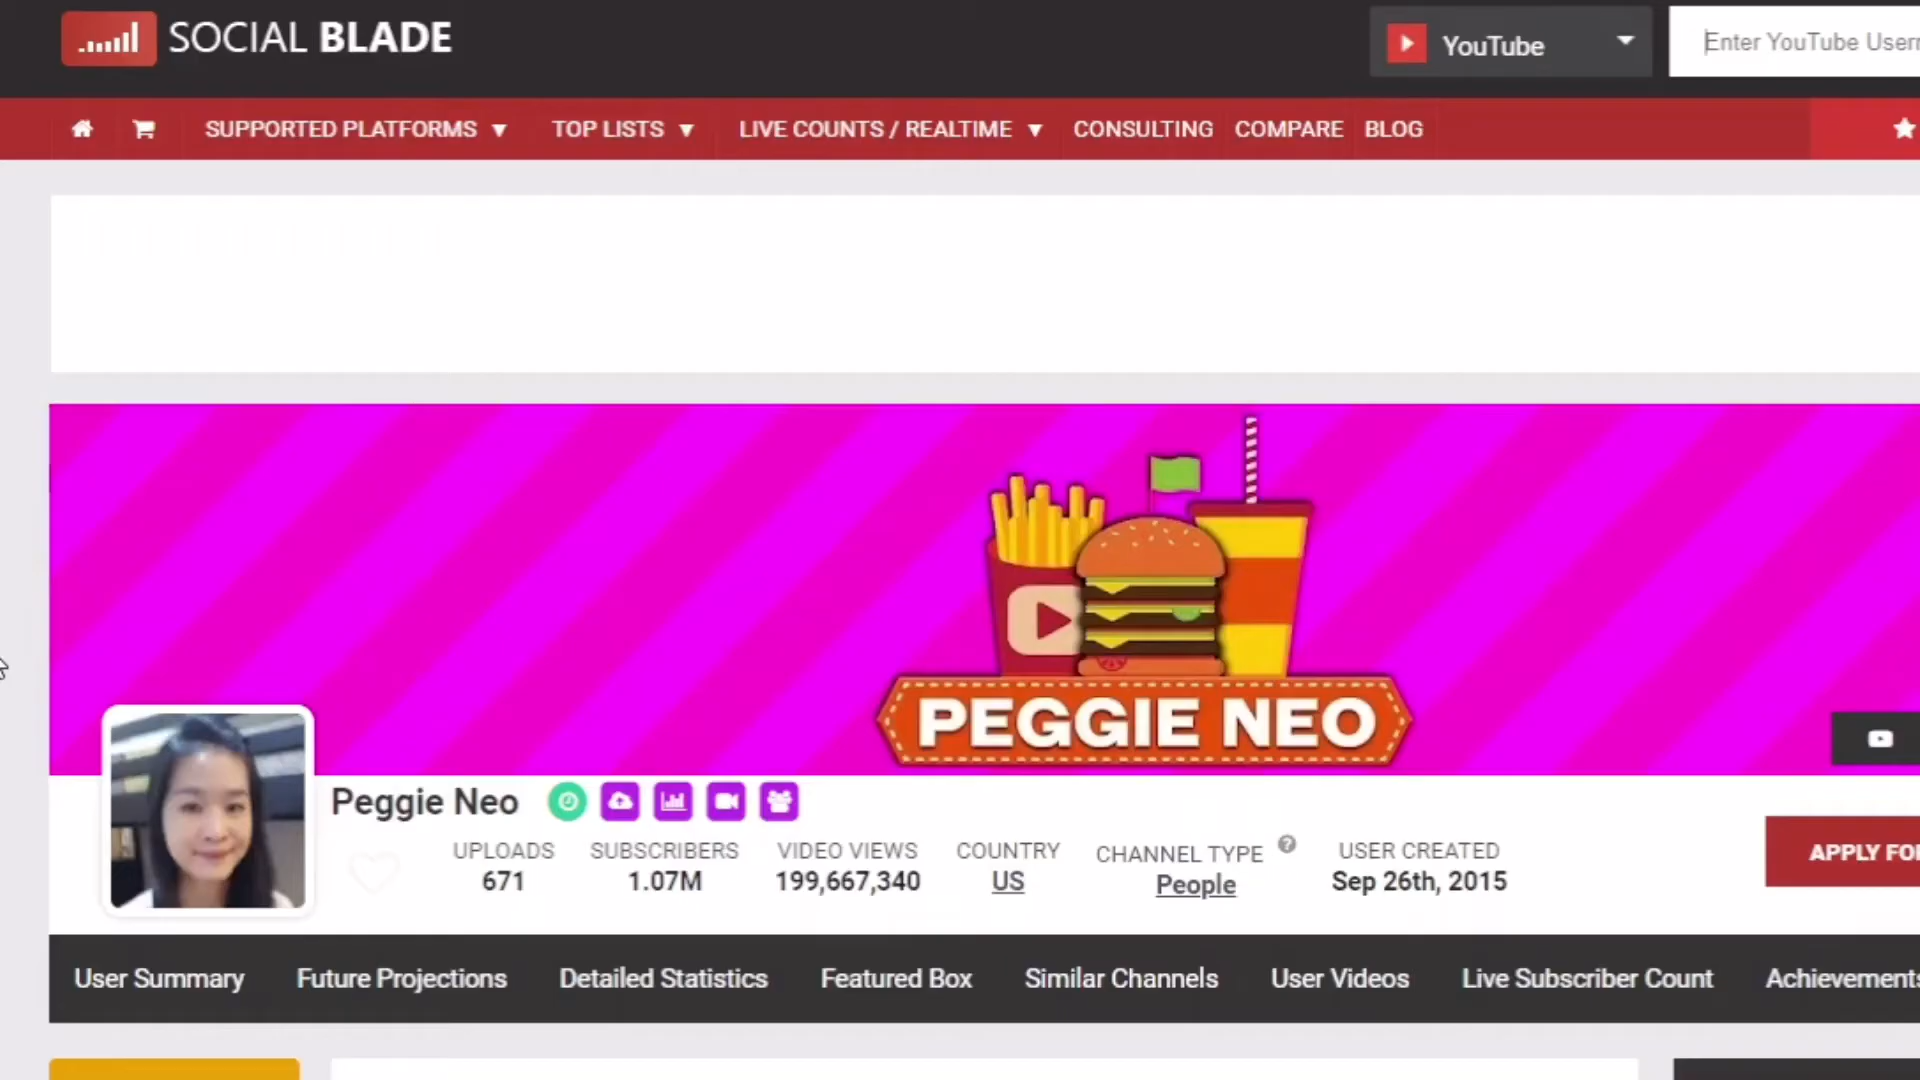 SOCIAL BLADE
YouTube
Enter YouTube Usern
SUPPORTED PLATFORMS
TOP LISTS
LIVE COUNTS / REALTIME
CONSULTING
COMPARE
BLOG
PEGGIE NEO
Peggie Neo
UPLOADS
671
SUBSCRIBERS
1.07M
VIDEO VIEWS
199,667,340
COUNTRY
US
CHANNEL TYPE
People
USER CREATED
Sep 26th, 2015
APPLY FO
User Summary
Future Projections
Detailed Statistics
Featured Box
Similar Channels
User Videos
Live Subscriber Count
Achievements